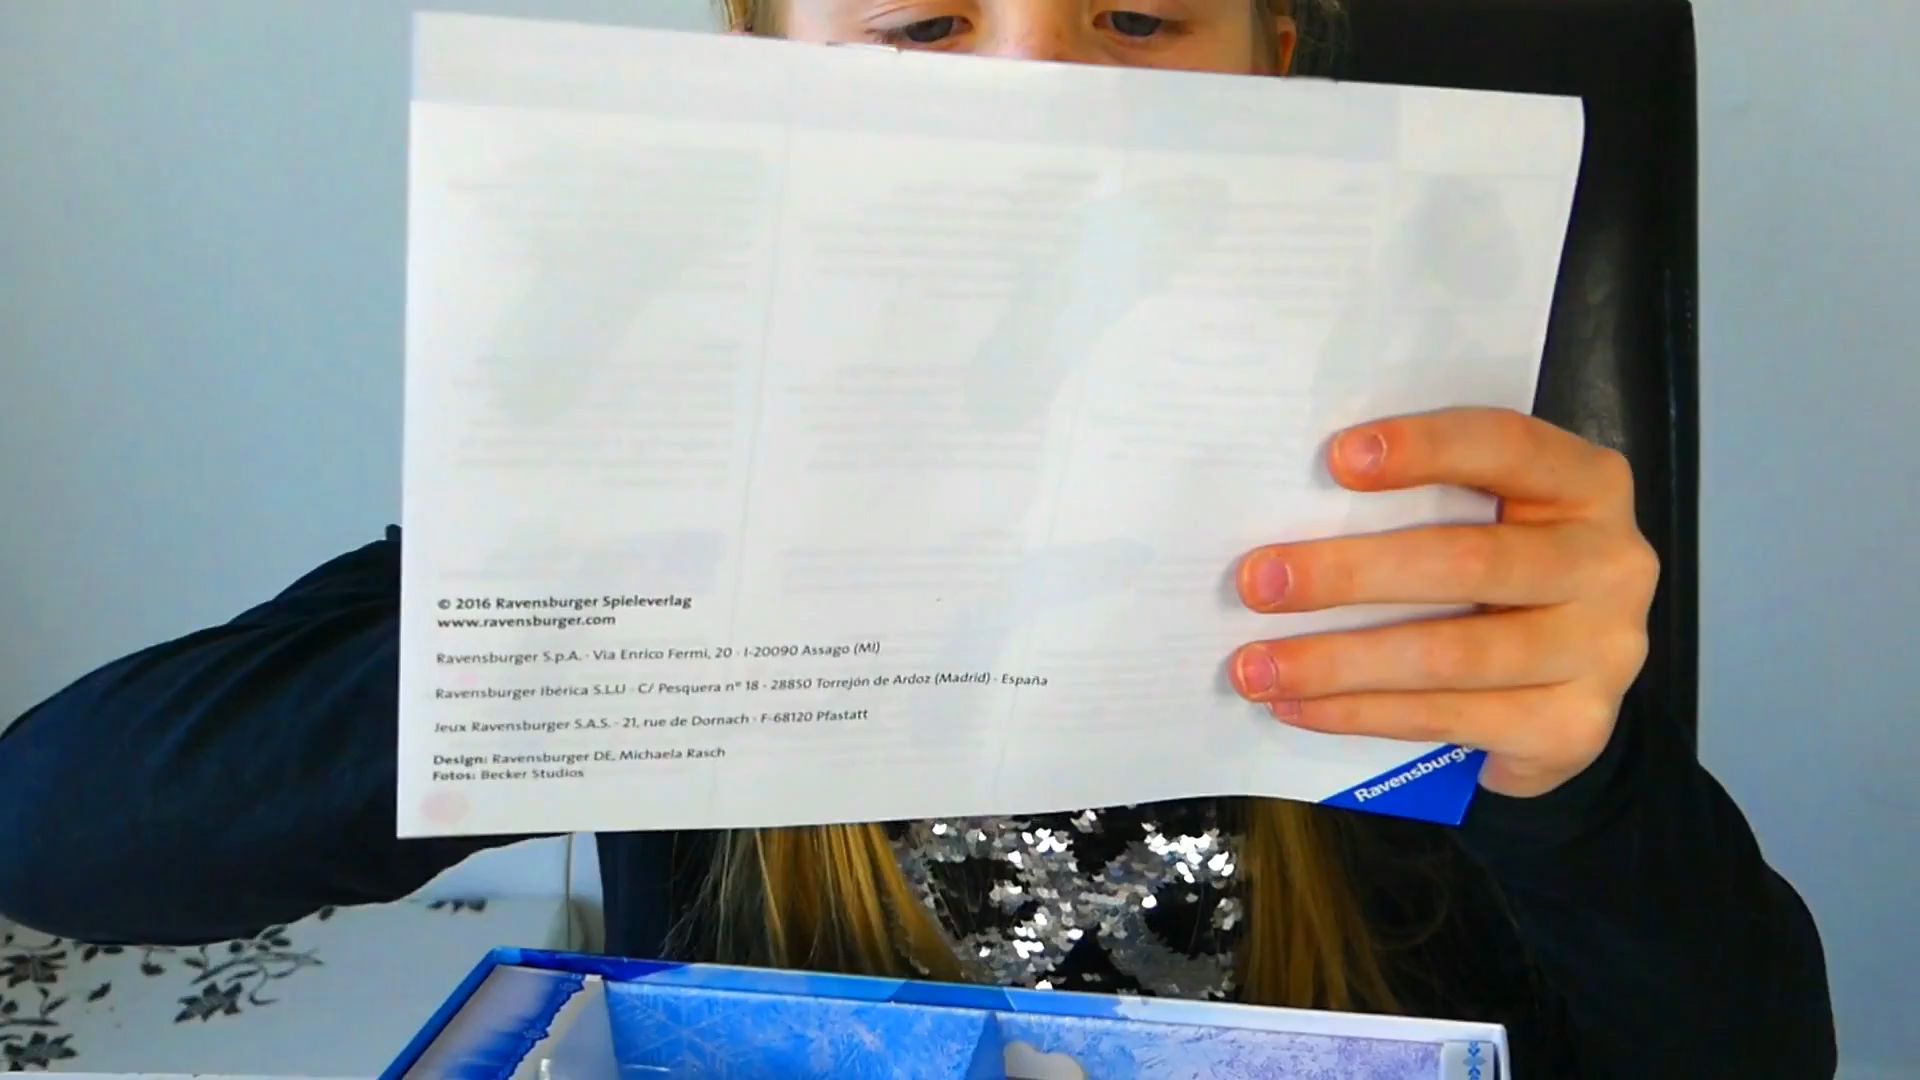 © 2016 Ravensburger Spieleverlag
www.ravensburger.com
Ravensburger S.p.A. · Via Enrico Fermi, 20 · I-20090 Assago (MI)
Ravensburger Ibérica S.L.U · C/ Pesquera nº 18 - 28850 Torrejón de Ardoz (Madrid) - España
Jeux Ravensburger S.A.S. · 21, rue de Dornach · F-68120 Pfastatt
Design: Ravensburger DE, Michaela Rasch
Fotos: Becker Studios
Ravensburge